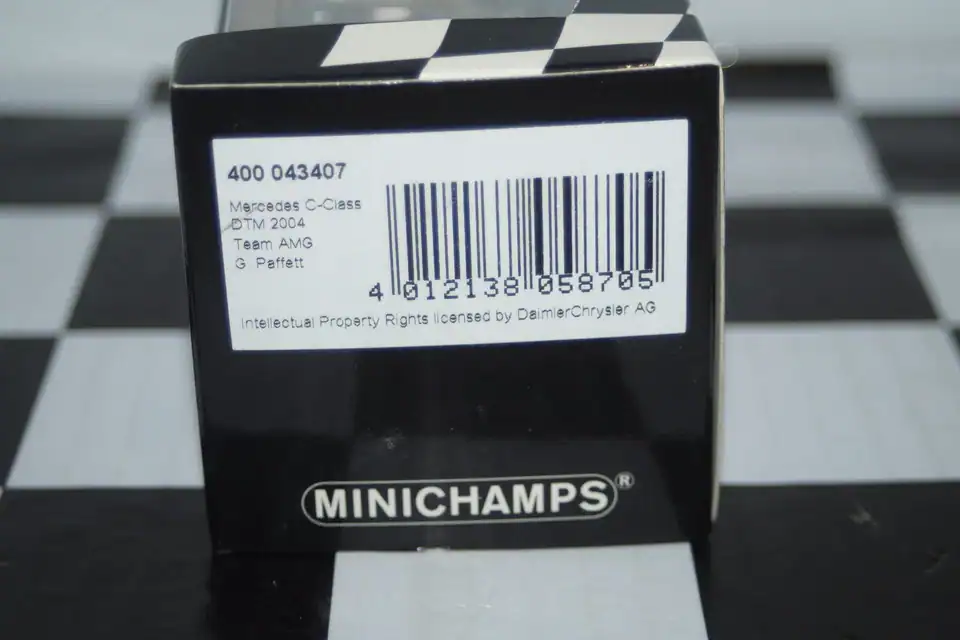 400 043407
Mercedes C-Class
DTM 2004
Team AMG
G. Paffett
4 012138 058705
Intellectual Property Rights licensed by DaimlerChrysler AG
MINICHAMPS®